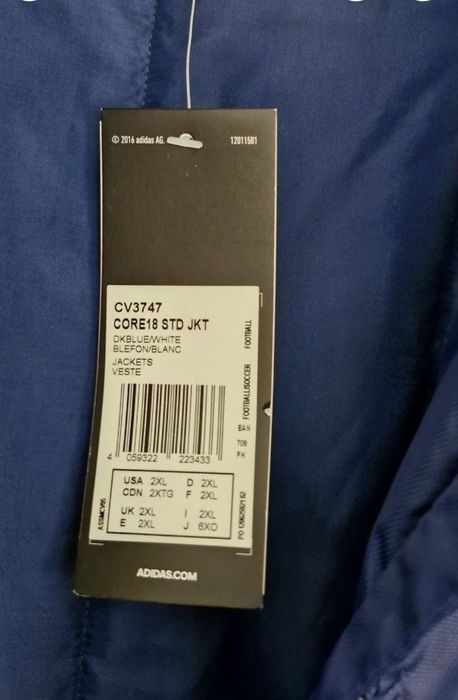 © 2016 adidas AG. 12011501
CV3747
CORE18 STD JKT
DKBLUE/WHITE
BLEFON/BLANC
JACKETS
VESTE
FOOTBALL/SOCCER FOOTBALL
EAN
708
PH
4 059322 223433
USA 2XL D 2XL
CDN 2XTG F 2XL
UK 2XL I 2XL
E 2XL J 6XO
ADIDAS.COM